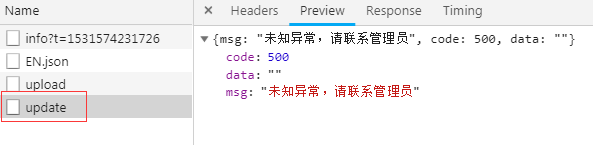 Name
info?t=1531574231726
EN.json
upload
update
× Headers Preview Response Timing
▼{msg: "未知异常，请联系管理员", code: 500, data: ""}
code: 500
data: ""
msg: "未知异常，请联系管理员"